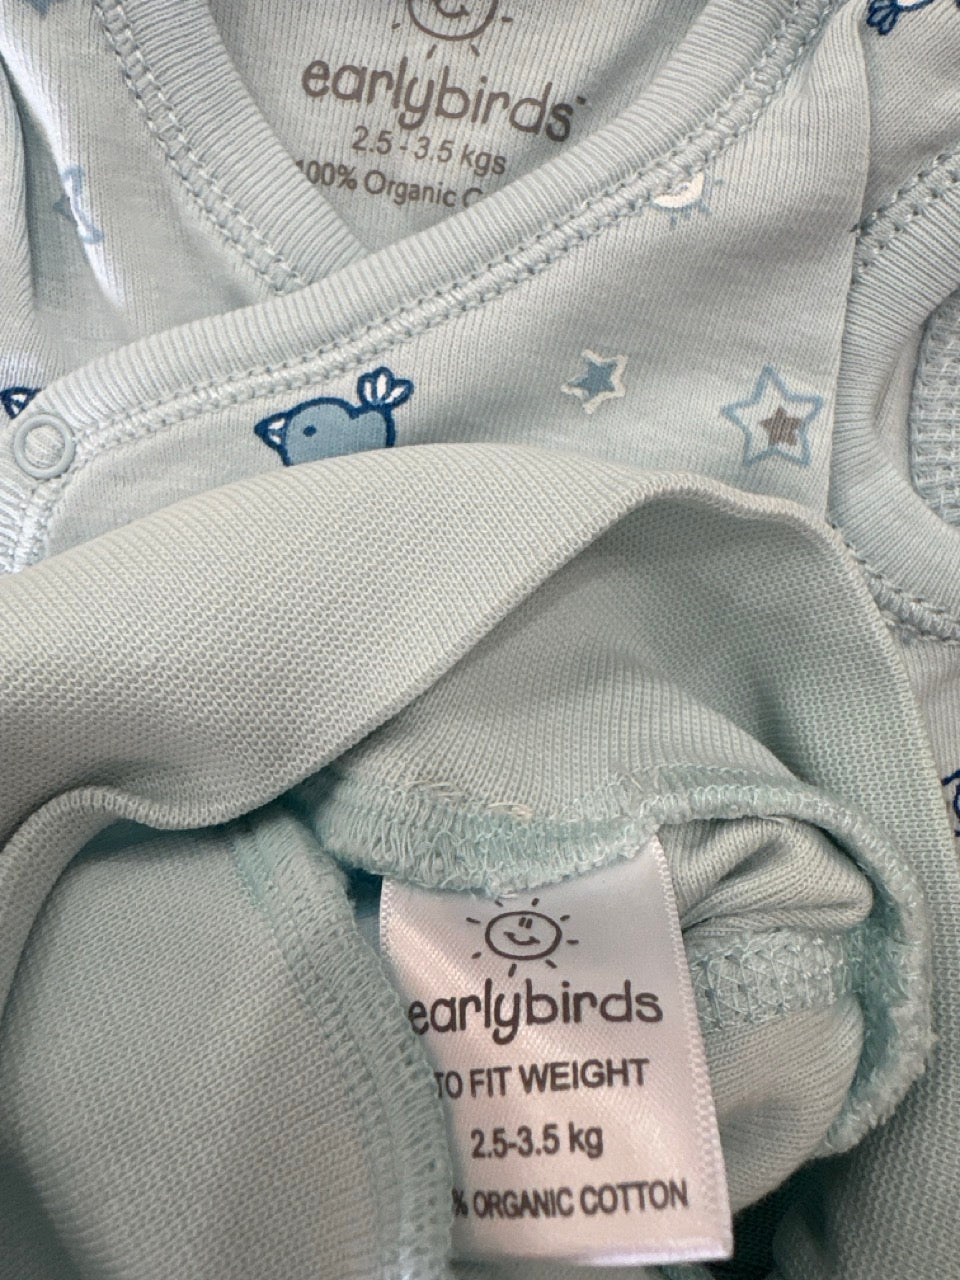 earlybirds
2.5 - 3.5 kgs
100% Organic
earlybirds
TO FIT WEIGHT
2.5-3.5 kg
% ORGANIC COTTON